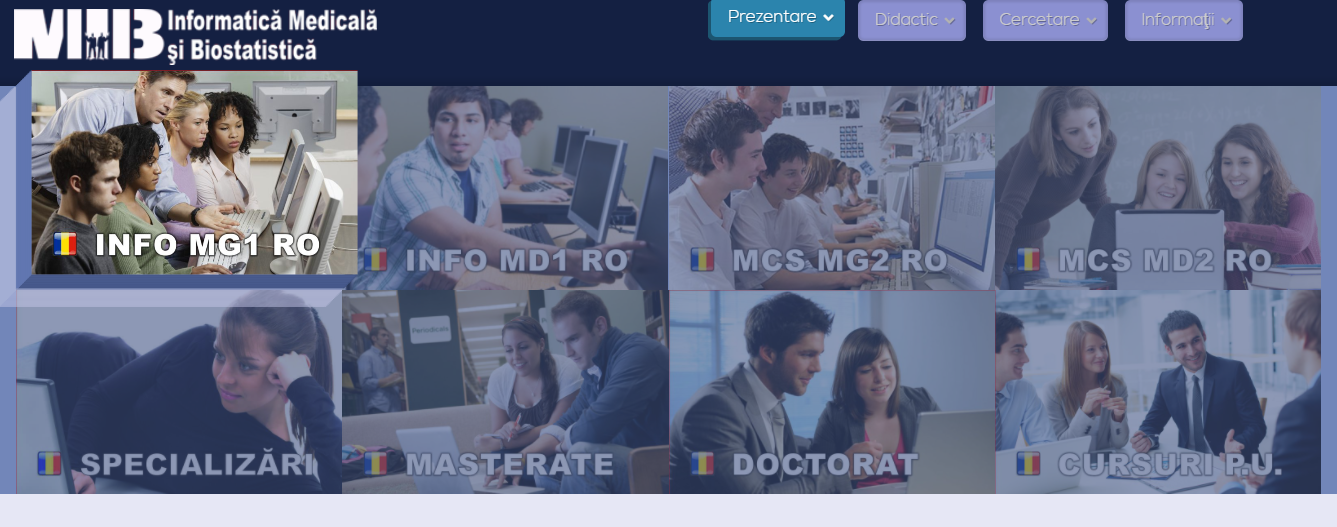 MIB Informatică Medicală
şi Biostatistică
Prezentare
Didactic
Cercetare
Informaţii
INFO MG1 RO
INFO MD1 RO
MCS MG2 RO
MCS MD2 RO
Periodicals
SPECIALIZĂRI
MASTERATE
DOCTORAT
CURSURI P.U.